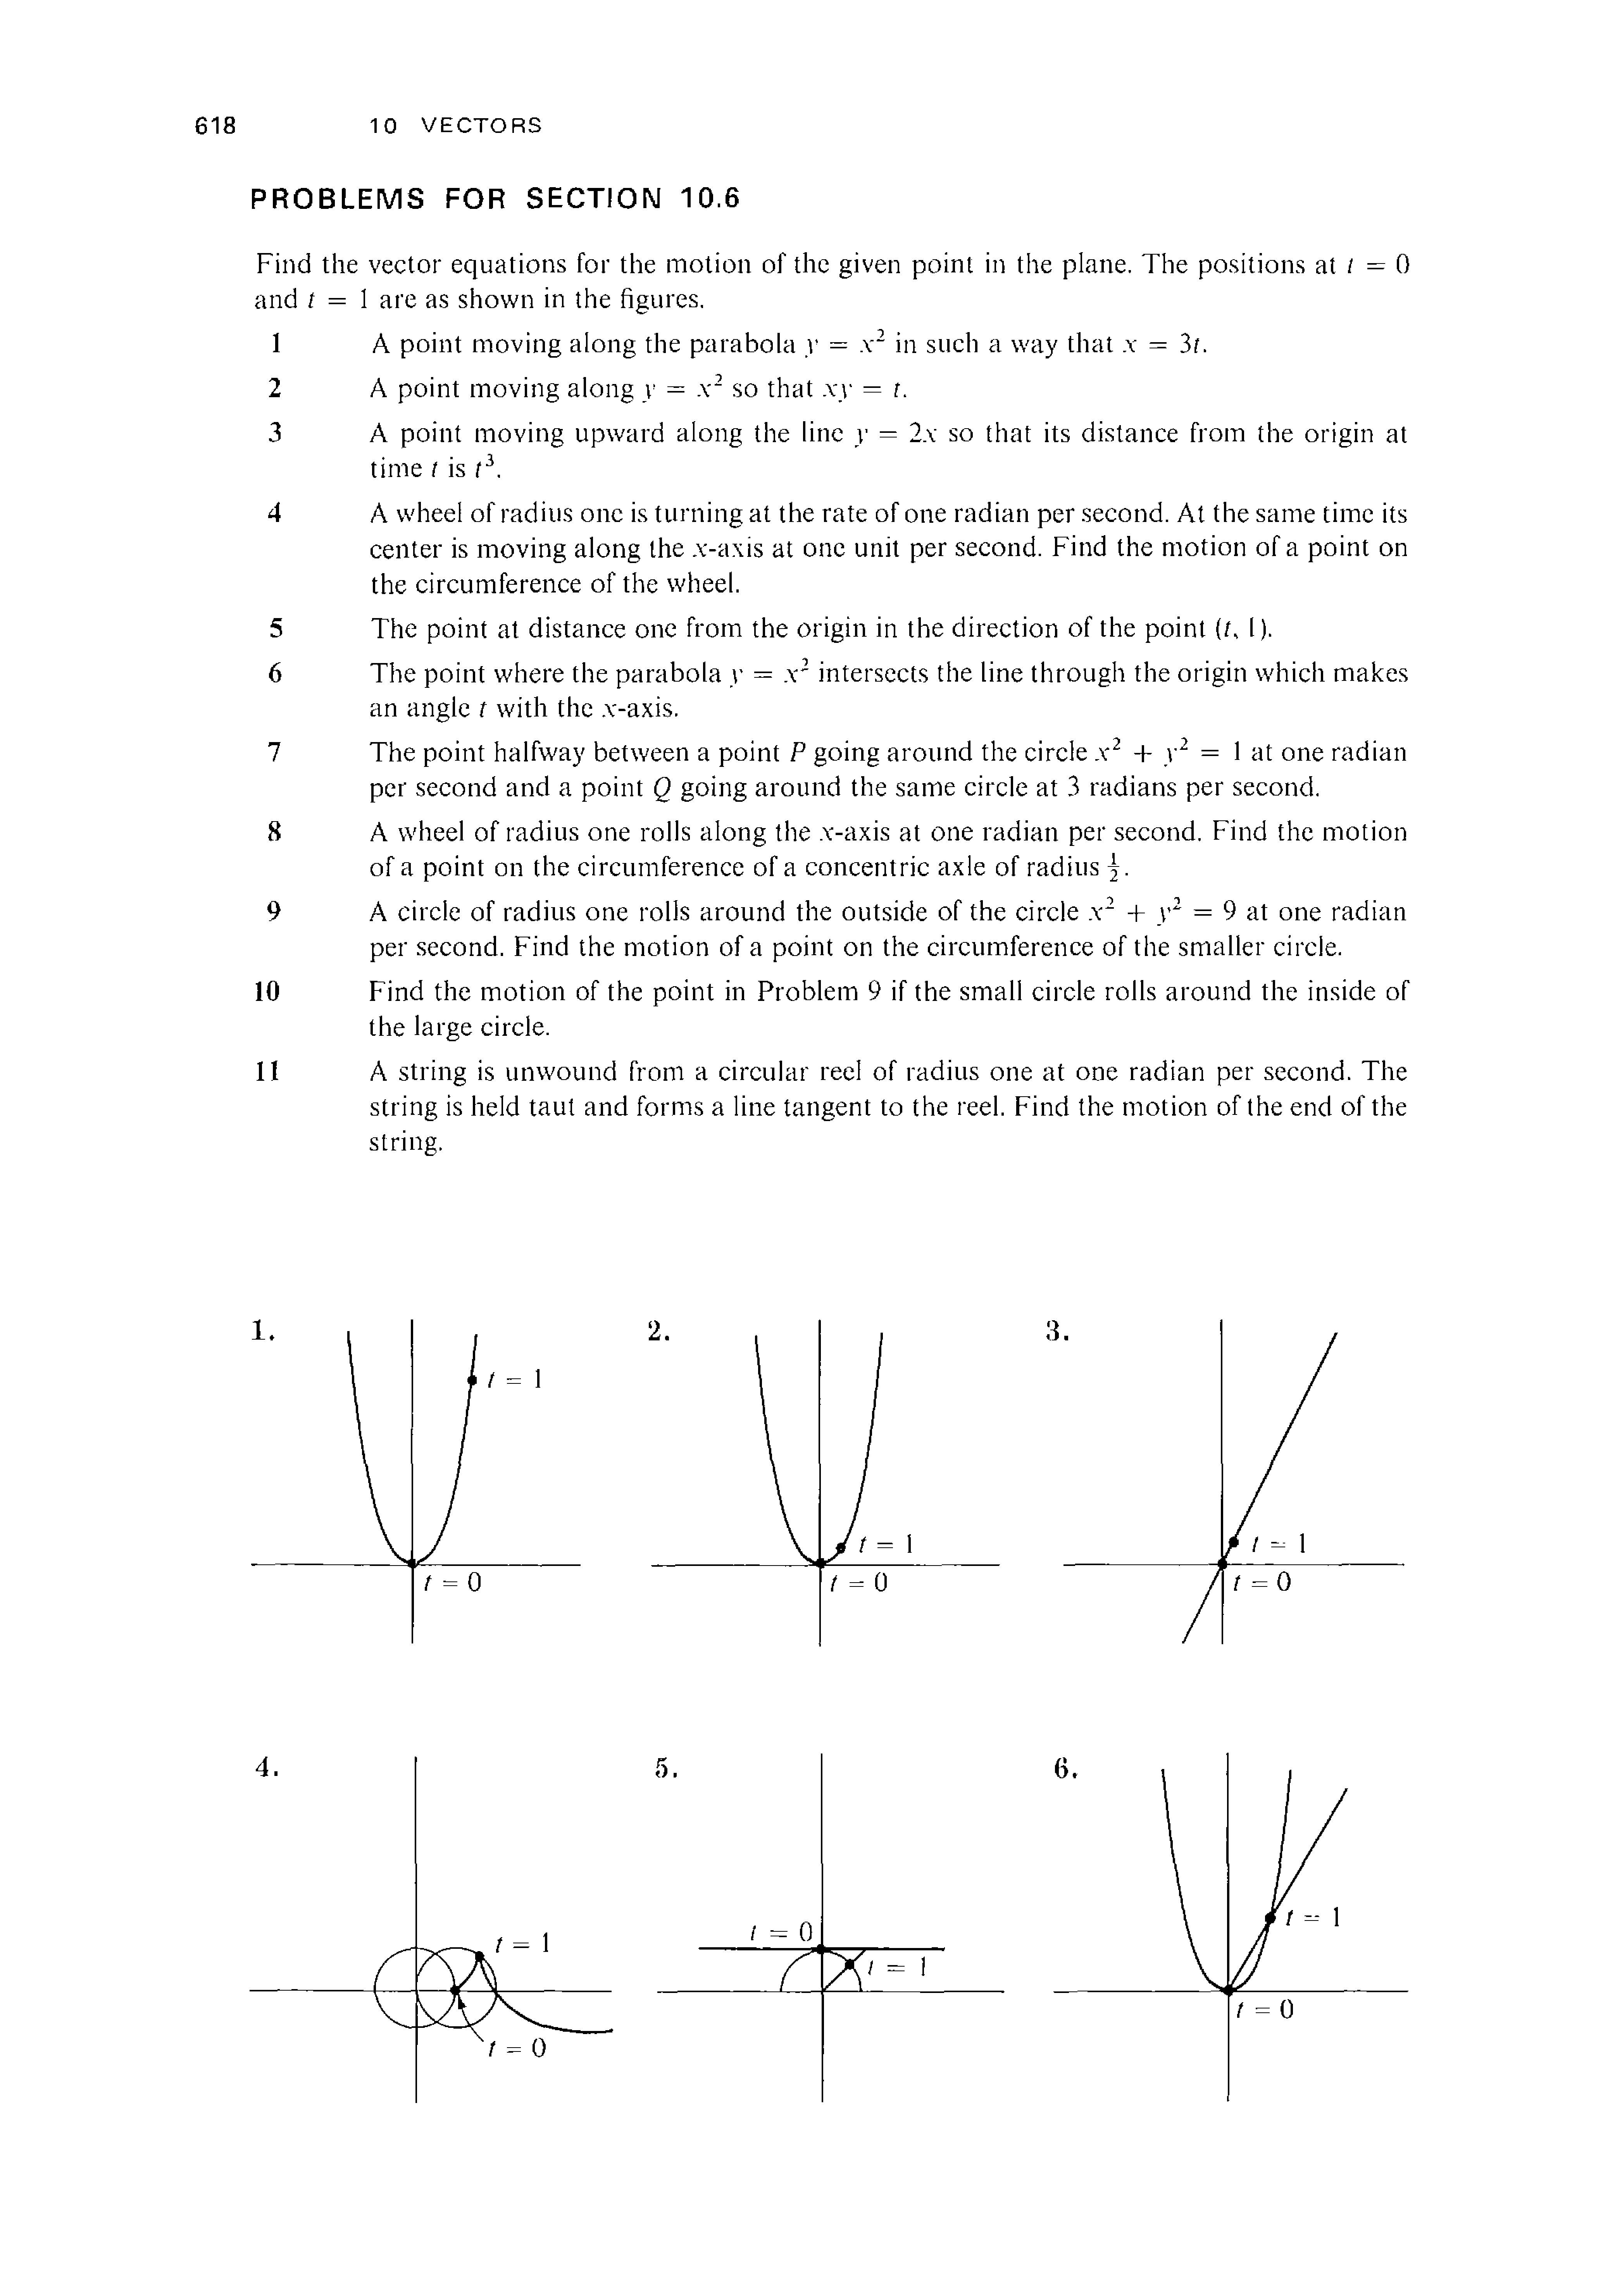 618 10 VECTORS
PROBLEMS FOR SECTION 10.6
Find the vector equations for the motion of the given point in the plane. The positions at t = 0
and t = 1 are as shown in the figures.
1 A point moving along the parabola y = x² in such a way that x = 3t.
2 A point moving along y = x² so that xy = t.
3 A point moving upward along the line y = 2x so that its distance from the origin at
time t is t³.
4 A wheel of radius one is turning at the rate of one radian per second. At the same time its
center is moving along the x-axis at one unit per second. Find the motion of a point on
the circumference of the wheel.
5 The point at distance one from the origin in the direction of the point (t, 1).
6 The point where the parabola y = x² intersects the line through the origin which makes
an angle t with the x-axis.
7 The point halfway between a point P going around the circle x² + y² = 1 at one radian
per second and a point Q going around the same circle at 3 radians per second.
8 A wheel of radius one rolls along the x-axis at one radian per second. Find the motion
of a point on the circumference of a concentric axle of radius ½.
9 A circle of radius one rolls around the outside of the circle x² + y² = 9 at one radian
per second. Find the motion of a point on the circumference of the smaller circle.
10 Find the motion of the point in Problem 9 if the small circle rolls around the inside of
the large circle.
11 A string is unwound from a circular reel of radius one at one radian per second. The
string is held taut and forms a line tangent to the reel. Find the motion of the end of the
string.
1. 2. 3.
t = 1
t = 1 t = 1
t = 0 t = 0 t = 0
4. 5. 6.
t = 1 t = 0 t = 1
t = 1
t = 0 t = 0